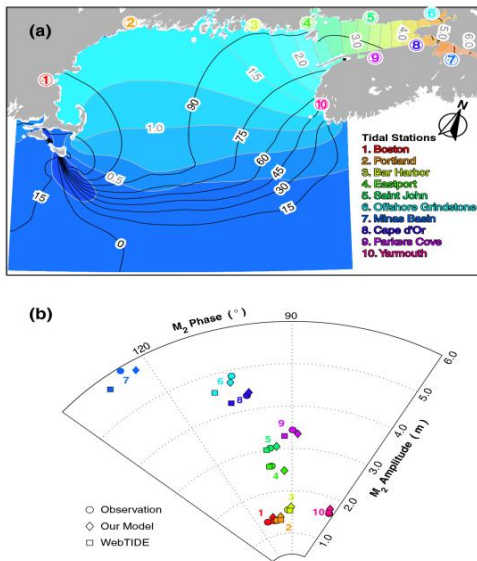 (a)
1
2
3
4
5
6
7
8
9
10
0.5
1.0
1.5
2.0
3.0
4.0
5.0
6.0
90
75
60
45
30
15
15
0
N
Tidal Stations
1. Boston
2. Portland
3. Bar Harbor
4. Eastport
5. Saint John
6. Offshore Grindstone
7. Minas Basin
8. Cape d'Or
9. Parkers Cove
10. Yarmouth
(b)
M2 Phase (°)
120
90
6.0
5.0
4.0
3.0
2.0
1.0
M2 Amplitude (m)
7
6
8
9
5
4
3
1
2
10
Observation
Our Model
WebTIDE